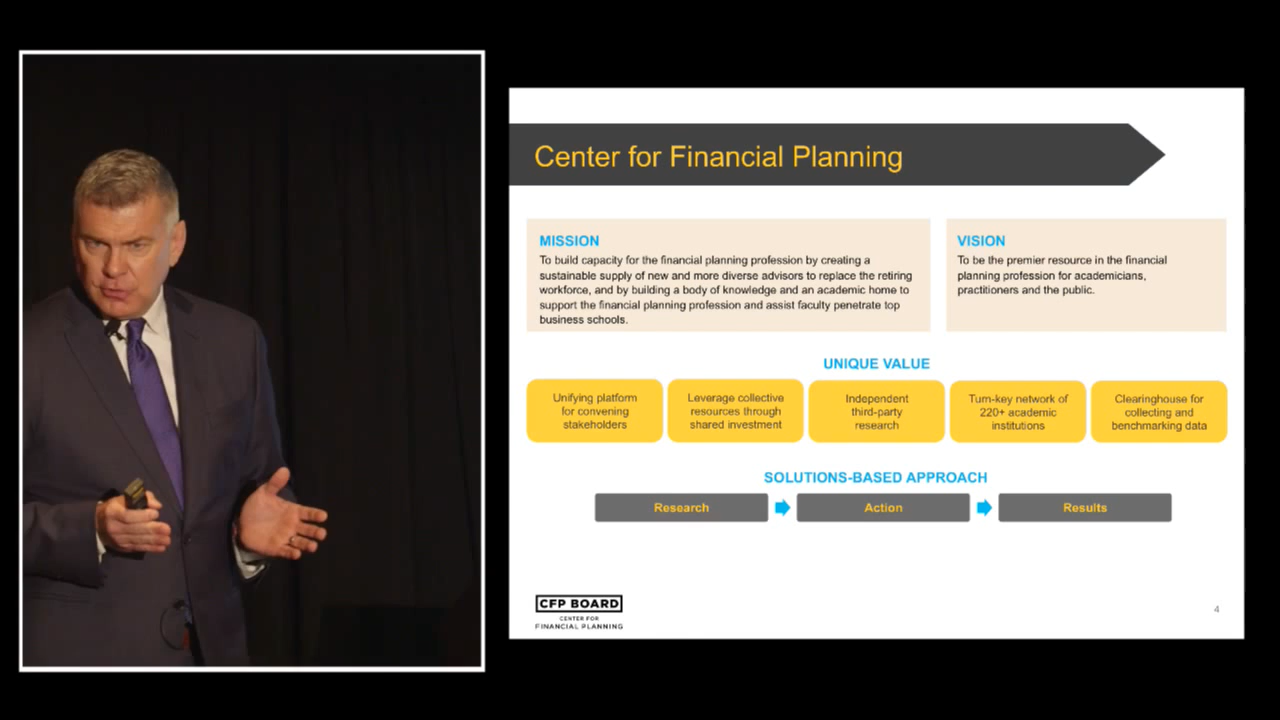 Center for Financial Planning
MISSION
To build capacity for the financial planning profession by creating a
sustainable supply of new and more diverse advisors to replace the retiring
workforce, and by building a body of knowledge and an academic home to
support the financial planning profession and assist faculty penetrate top
business schools.
VISION
To be the premier resource in the financial
planning profession for academicians,
practitioners and the public.
UNIQUE VALUE
Unifying platform
for convening
stakeholders
Leverage collective
resources through
shared investment
Independent
third-party
research
Turn-key network of
220+ academic
institutions
Clearinghouse for
collecting and
benchmarking data
SOLUTIONS-BASED APPROACH
Research
Action
Results
CFP BOARD
CENTER FOR
FINANCIAL PLANNING
4